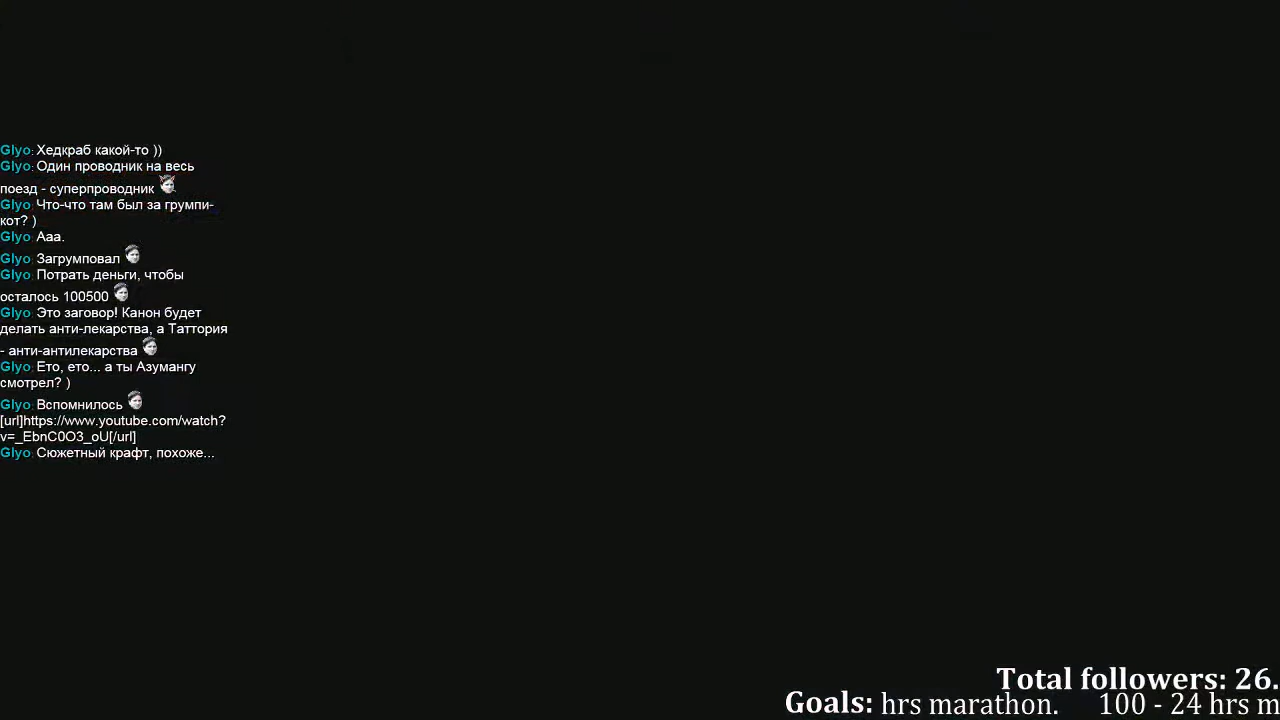 Glyo: Хедкраб какой-то ))
Glyo: Один проводник на весь
поезд - суперпроводник
Glyo: Что-что там был за грумпи-
кот? )
Glyo: Ааа.
Glyo: Загрумповал
Glyo: Потрать деньги, чтобы
осталось 100500
Glyo: Это заговор! Канон будет
делать анти-лекарства, а Таттория
- анти-антилекарства
Glyo: Ето, ето... а ты Азумангу
смотрел? )
Glyo: Вспомнилось
[url]https://www.youtube.com/watch?
v=_EbnC0O3_oU[/url]
Glyo: Сюжетный крафт, похоже...
Total followers: 26.
Goals: hrs marathon. 100 - 24 hrs m